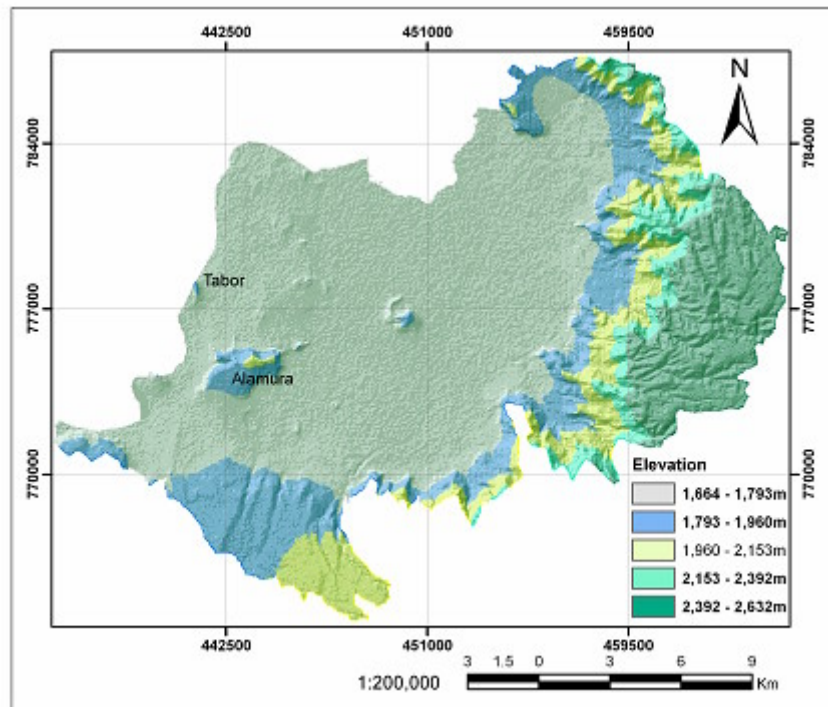 442500 451000 459500
N
784000 784000
Tabor
777000 777000
Alamura
770000 770000
Elevation
1,664 - 1,793m
1,793 - 1,960m
1,960 - 2,153m
2,153 - 2,392m
2,392 - 2,632m
442500 451000 459500
3 1.5 0 3 6 9
1:200,000 Km